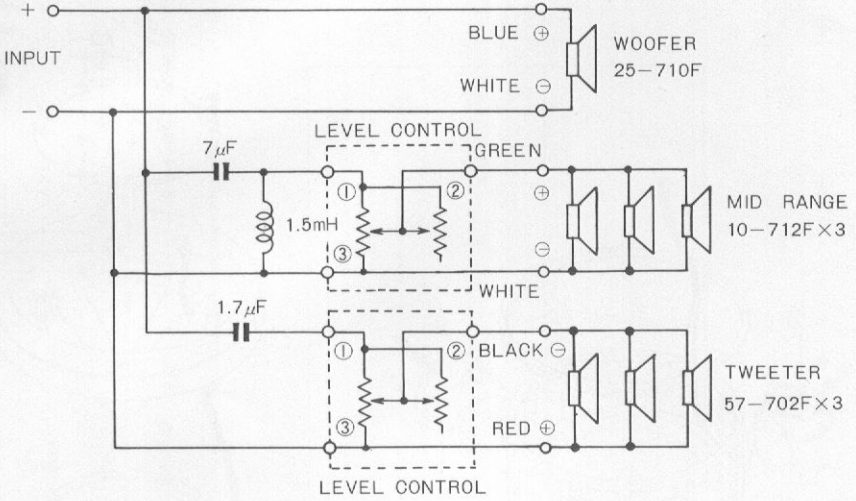 +
INPUT
−
BLUE ⊕
WHITE ⊖
WOOFER
25−710F
7μF
1.5mH
LEVEL CONTROL
GREEN
① ②
③
⊕
⊖
WHITE
MID RANGE
10−712F×3
1.7μF
① ②
③
BLACK ⊖
RED ⊕
TWEETER
57−702F×3
LEVEL CONTROL